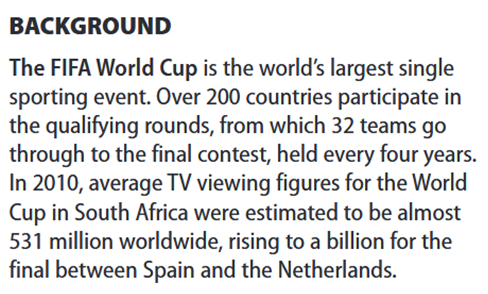 BACKGROUND
The FIFA World Cup is the world’s largest single
sporting event. Over 200 countries participate in
the qualifying rounds, from which 32 teams go
through to the final contest, held every four years.
In 2010, average TV viewing figures for the World
Cup in South Africa were estimated to be almost
531 million worldwide, rising to a billion for the
final between Spain and the Netherlands.